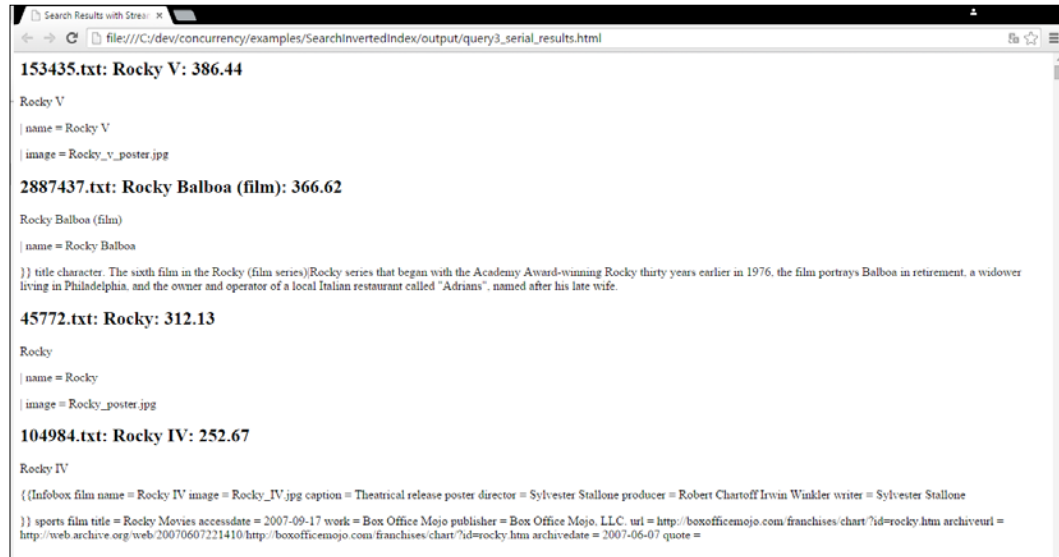 Search Results with Strea
file:///C:/dev/concurrency/examples/SearchInvertedIndex/output/query3_serial_results.html
153435.txt: Rocky V: 386.44
Rocky V
| name = Rocky V
| image = Rocky_v_poster.jpg
2887437.txt: Rocky Balboa (film): 366.62
Rocky Balboa (film)
| name = Rocky Balboa
}} title character. The sixth film in the Rocky (film series)|Rocky series that began with the Academy Award-winning Rocky thirty years earlier in 1976, the film portrays Balboa in retirement, a widower
living in Philadelphia, and the owner and operator of a local Italian restaurant called "Adrians", named after his late wife.
45772.txt: Rocky: 312.13
Rocky
| name = Rocky
| image = Rocky_poster.jpg
104984.txt: Rocky IV: 252.67
Rocky IV
{{Infobox film name = Rocky IV image = Rocky_IV.jpg caption = Theatrical release poster director = Sylvester Stallone producer = Robert Chartoff Irwin Winkler writer = Sylvester Stallone
}} sports film title = Rocky Movies accessdate = 2007-09-17 work = Box Office Mojo publisher = Box Office Mojo, LLC. url = http://boxofficemojo.com/franchises/chart/?id=rocky.htm archiveurl =
http://web.archive.org/web/20070607221410/http://boxofficemojo.com/franchises/chart/?id=rocky.htm archivedate = 2007-06-07 quote =